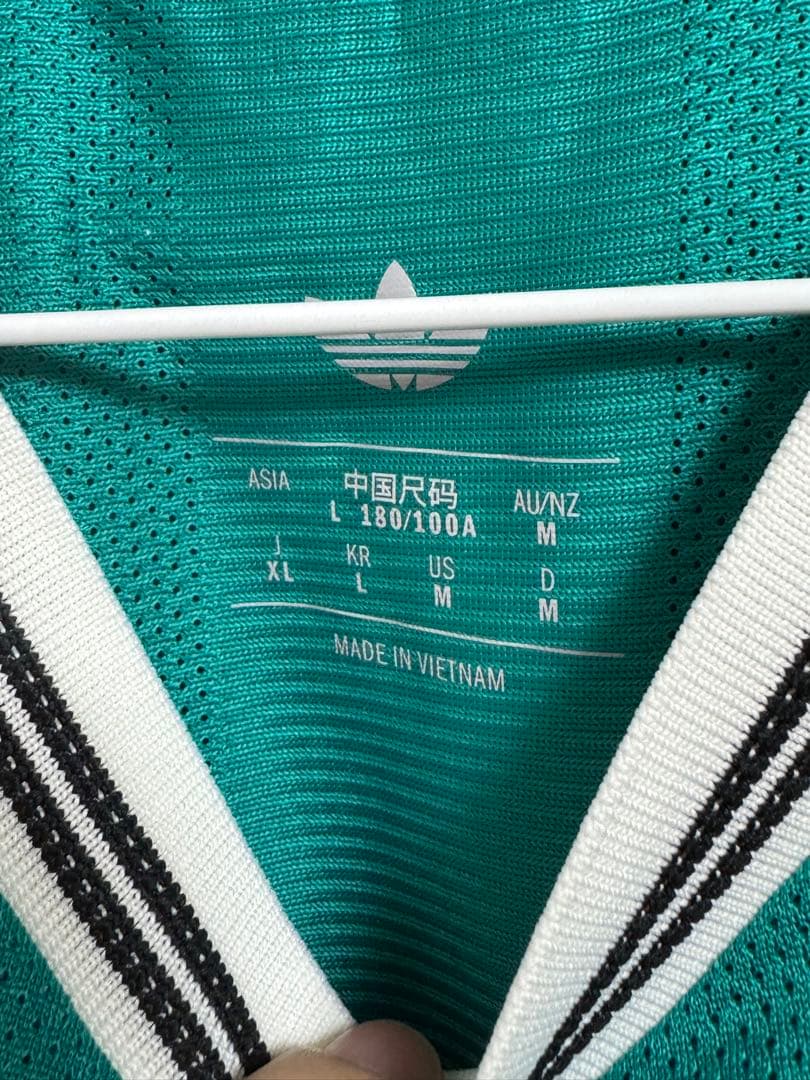 ASIA 中国尺码 AU/NZ
L 180/100A M
J KR US D
XL L M M
MADE IN VIETNAM